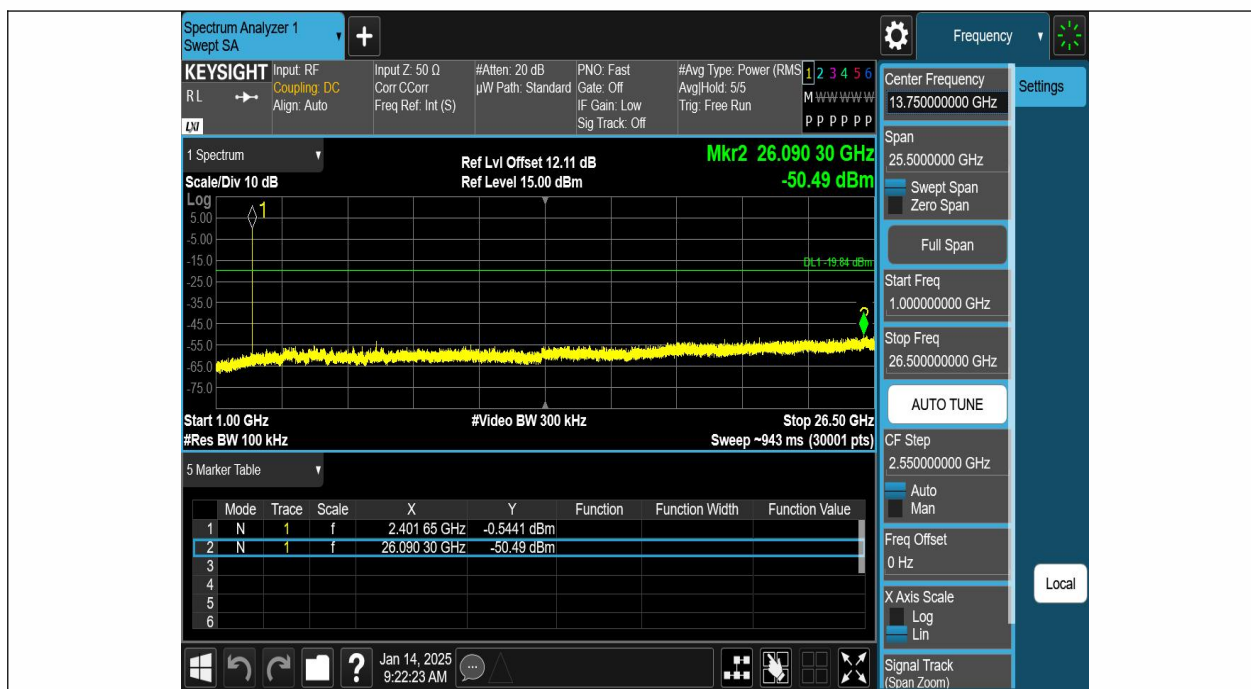 Spectrum Analyzer 1
Swept SA
+
Frequency
KEYSIGHT
RL
LXI
Input: RF
Coupling: DC
Align: Auto
Input Z: 50 Ω
Corr CCorr
Freq Ref: Int (S)
#Atten: 20 dB
µW Path: Standard
PNO: Fast
Gate: Off
IF Gain: Low
Sig Track: Off
#Avg Type: Power (RMS
Avg|Hold: 5/5
Trig: Free Run
1 2 3 4 5 6
M W W W W W
P P P P P P
1 Spectrum
Scale/Div 10 dB
Ref Lvl Offset 12.11 dB
Ref Level 15.00 dBm
Mkr2 26.090 30 GHz
-50.49 dBm
Log
5.00
-5.00
-15.0
-25.0
-35.0
-45.0
-55.0
-65.0
-75.0
1
DL1 -19.84 dBm
Start 1.00 GHz
#Video BW 300 kHz
Stop 26.50 GHz
#Res BW 100 kHz
Sweep ~943 ms (30001 pts)
5 Marker Table
Mode Trace Scale X Y Function Function Width Function Value
1 N 1 f 2.401 65 GHz -0.5441 dBm
2 N 1 f 26.090 30 GHz -50.49 dBm
3
4
5
6
?
Jan 14, 2025
9:22:23 AM
Center Frequency
13.750000000 GHz
Settings
Span
25.5000000 GHz
Swept Span
Zero Span
Full Span
Start Freq
1.000000000 GHz
Stop Freq
26.500000000 GHz
AUTO TUNE
CF Step
2.550000000 GHz
Auto
Man
Freq Offset
0 Hz
X Axis Scale
Log
Lin
Local
Signal Track
(Span Zoom)